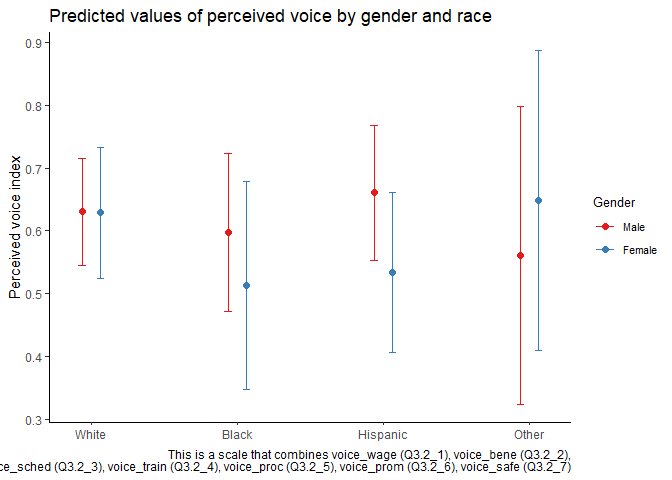 Predicted values of perceived voice by gender and race
0.9
0.8
0.7
0.6
0.5
0.4
0.3
Perceived voice index
White
Black
Hispanic
Other
Gender
Male
Female
This is a scale that combines voice_wage (Q3.2_1), voice_bene (Q3.2_2),
ce_sched (Q3.2_3), voice_train (Q3.2_4), voice_proc (Q3.2_5), voice_prom (Q3.2_6), voice_safe (Q3.2_7)